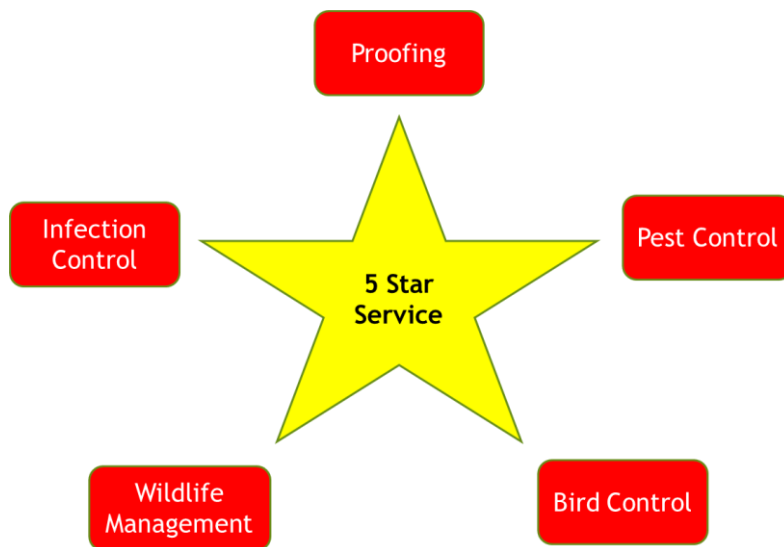 Proofing
Infection
Control
Pest Control
5 Star
Service
Wildlife
Management
Bird Control